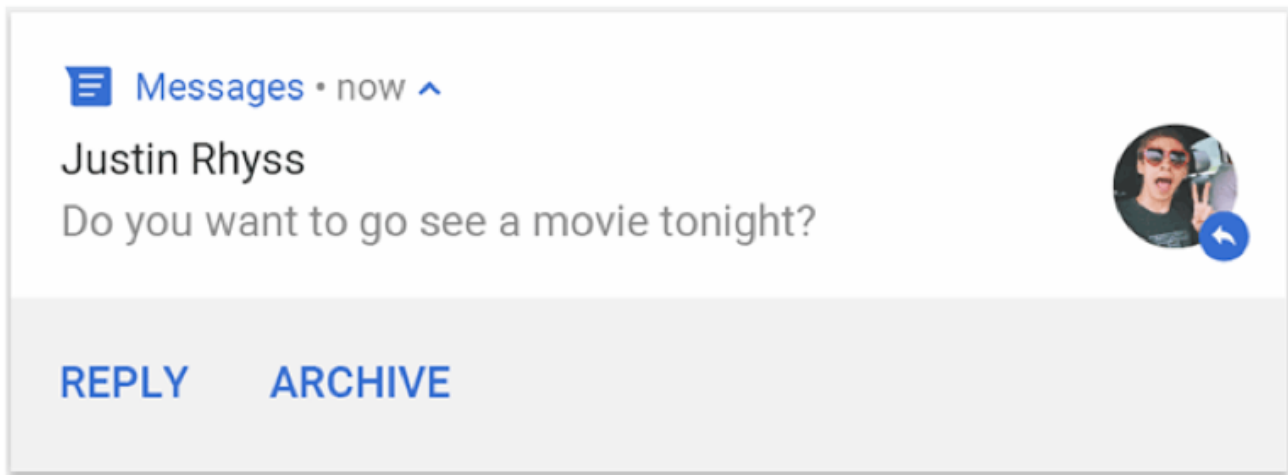 Messages • now
Justin Rhyss
Do you want to go see a movie tonight?
REPLY ARCHIVE